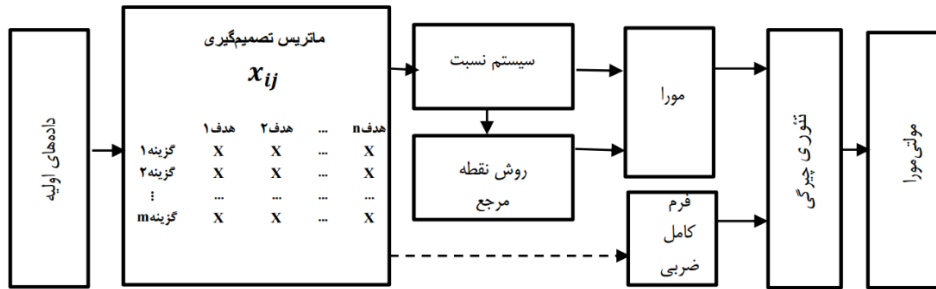 داده‌های اولیه
ماتریس تصمیم‌گیری
x_ij
هدف۱ هدف۲ ... هدفn
گزینه۱ X X ... X
گزینه۲ X X ... X
⋮ ... ... ... ...
گزینهm X X ... X
سیستم نسبت
روش نقطه
مرجع
مورا
فرم
کامل
ضربی
تئوری چیرگی
مولتی‌مورا